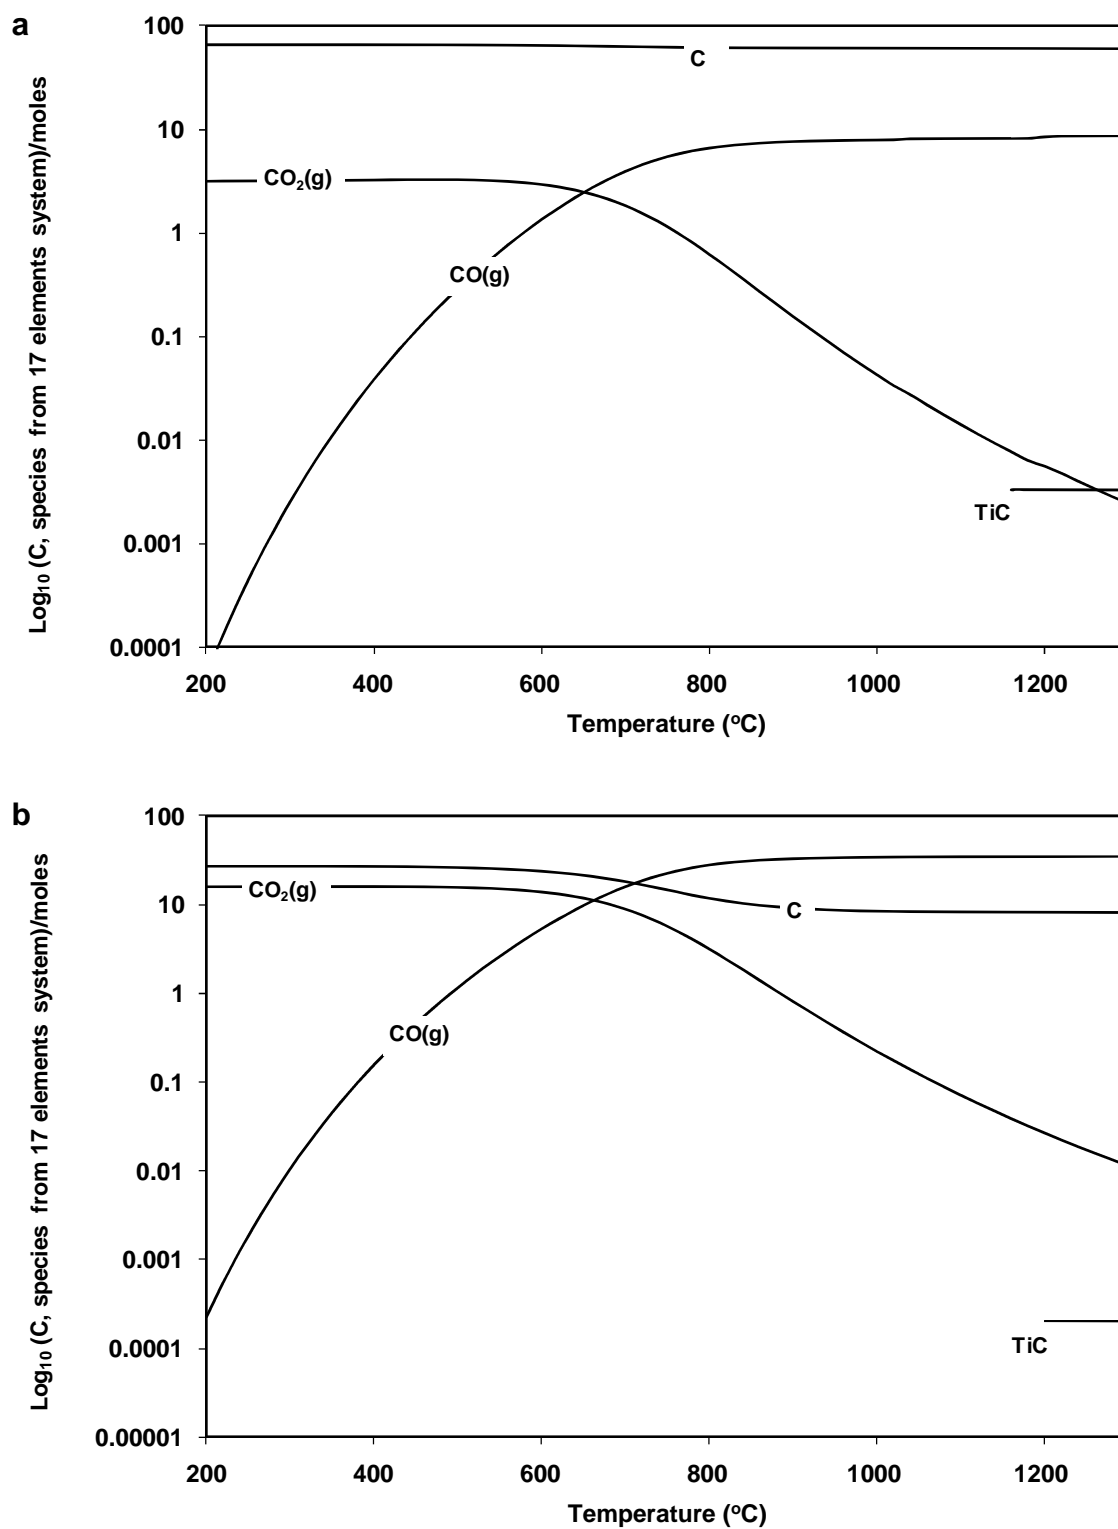 a
Log₁₀ (C, species from 17 elements system)/moles
100
10
1
0.1
0.01
0.001
0.0001
C
CO₂(g)
CO(g)
TiC
200 400 600 800 1000 1200
Temperature (ºC)
b
Log₁₀ (C, species from 17 elements system)/moles
100
10
1
0.1
0.01
0.001
0.0001
0.00001
CO₂(g)
C
CO(g)
TiC
200 400 600 800 1000 1200
Temperature (ºC)